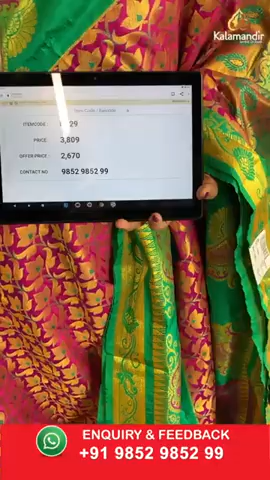 Kalamandir
ITEMCODE :- 29
PRICE: 3,809
OFFER PRICE :- 2,670
CONTACT NO 9852 9852 99
ENQUIRY & FEEDBACK
+91 9852 9852 99